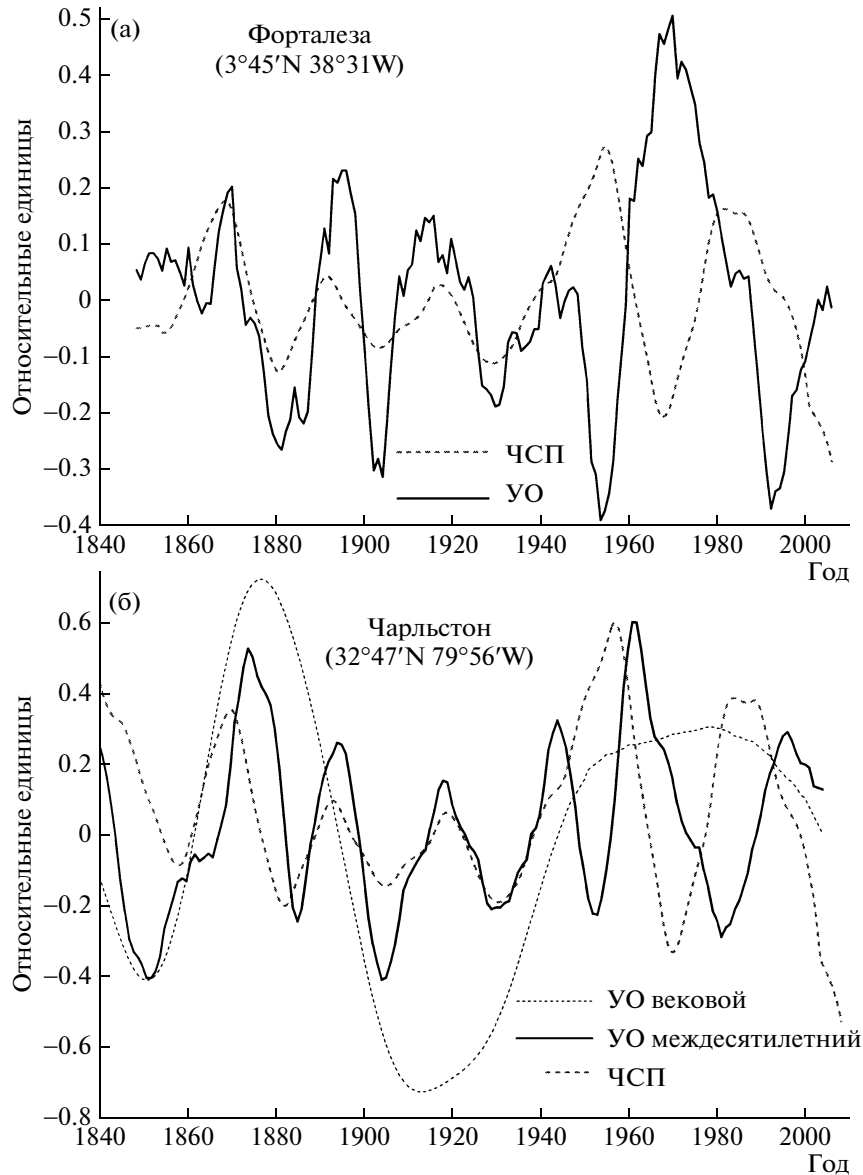 (а)
Форталеза
(3°45′N 38°31W)
Относительные единицы
0.5
0.4
0.3
0.2
0.1
0
–0.1
–0.2
–0.3
–0.4
ЧСП
УО
1840 1860 1880 1900 1920 1940 1960 1980 2000
Год
(б)
Чарльстон
(32°47′N 79°56′W)
Относительные единицы
0.6
0.4
0.2
0
–0.2
–0.4
–0.6
–0.8
УО вековой
УО междесятилетний
ЧСП
1840 1860 1880 1900 1920 1940 1960 1980 2000
Год